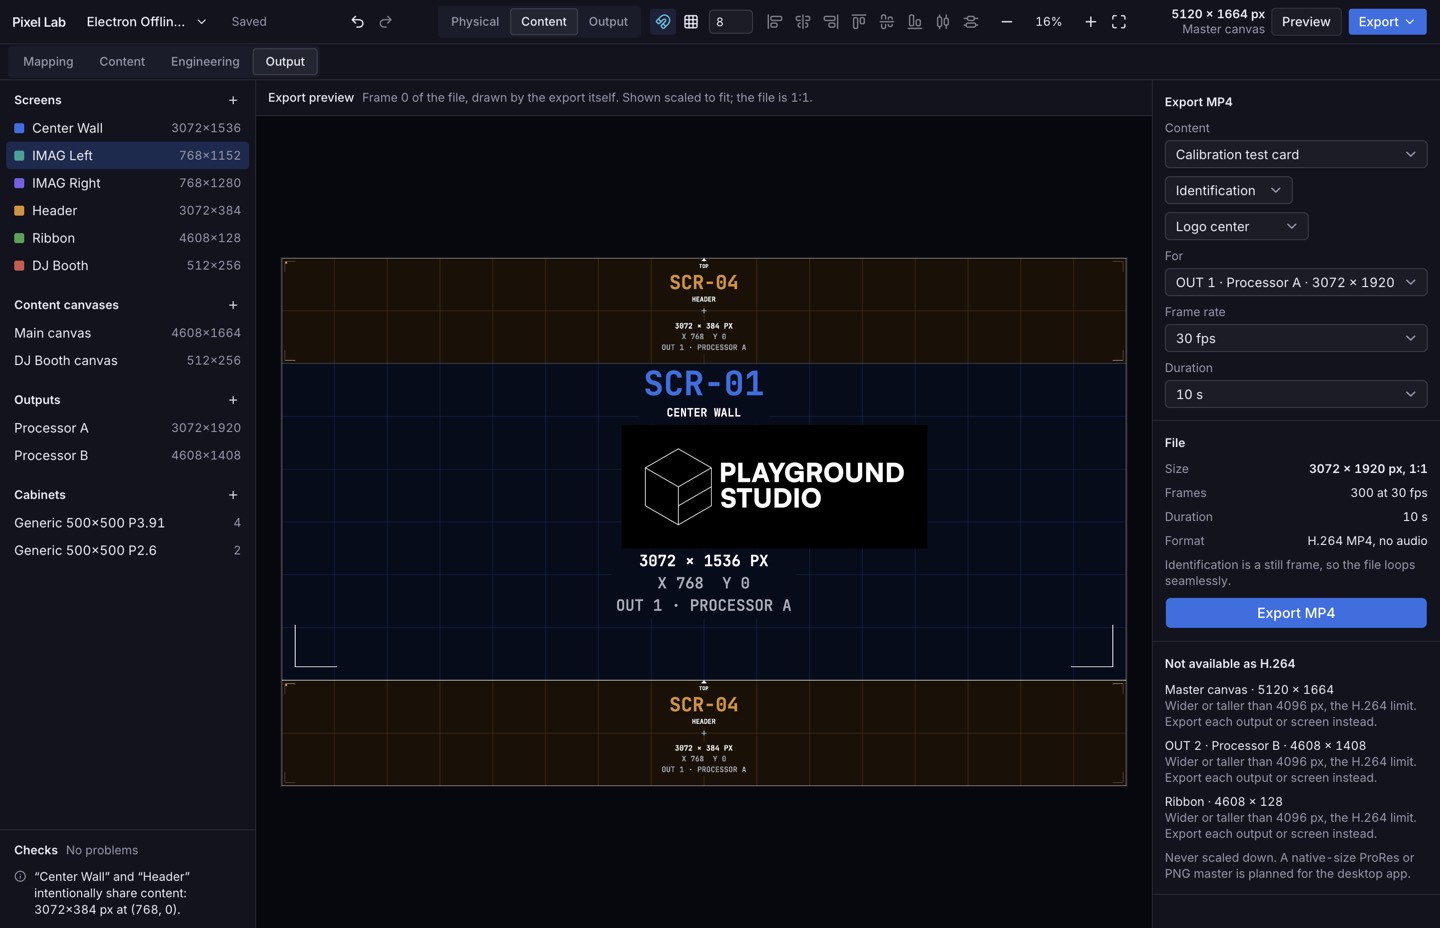 Pixel Lab
Electron Offlin...
Saved
Physical
Content
Output
8
16%
5120 × 1664 px
Master canvas
Preview
Export
Mapping
Content
Engineering
Output
Screens
Center Wall 3072×1536
IMAG Left 768×1152
IMAG Right 768×1280
Header 3072×384
Ribbon 4608×128
DJ Booth 512×256
Content canvases
Main canvas 4608×1664
DJ Booth canvas 512×256
Outputs
Processor A 3072×1920
Processor B 4608×1408
Cabinets
Generic 500×500 P3.91 4
Generic 500×500 P2.6 2
Checks No problems
“Center Wall” and “Header”
intentionally share content:
3072×384 px at (768, 0).
Export preview Frame 0 of the file, drawn by the export itself. Shown scaled to fit; the file is 1:1.
TOP
SCR-04
HEADER
3072 × 384 PX
X 768 Y 0
OUT 1 · PROCESSOR A
SCR-01
CENTER WALL
PLAYGROUND
STUDIO
3072 × 1536 PX
X 768 Y 0
OUT 1 · PROCESSOR A
TOP
SCR-04
HEADER
3072 × 384 PX
X 768 Y 0
OUT 1 · PROCESSOR A
Export MP4
Content
Calibration test card
Identification
Logo center
For
OUT 1 · Processor A · 3072 × 1920
Frame rate
30 fps
Duration
10 s
File
Size 3072 × 1920 px, 1:1
Frames 300 at 30 fps
Duration 10 s
Format H.264 MP4, no audio
Identification is a still frame, so the file loops
seamlessly.
Export MP4
Not available as H.264
Master canvas · 5120 × 1664
Wider or taller than 4096 px, the H.264 limit.
Export each output or screen instead.
OUT 2 · Processor B · 4608 × 1408
Wider or taller than 4096 px, the H.264 limit.
Export each output or screen instead.
Ribbon · 4608 × 128
Wider or taller than 4096 px, the H.264 limit.
Export each output or screen instead.
Never scaled down. A native-size ProRes or
PNG master is planned for the desktop app.